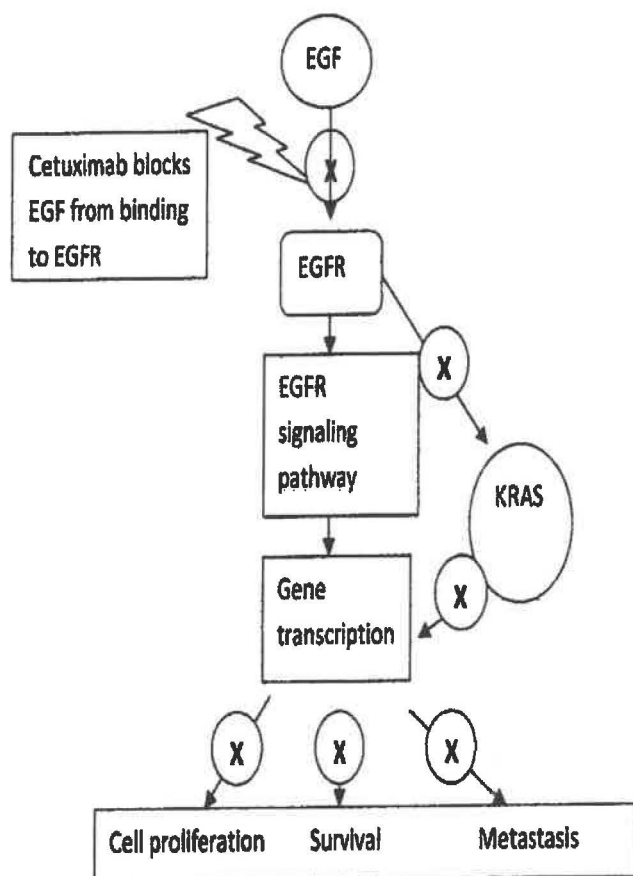 EGF
X
Cetuximab blocks
EGF from binding
to EGFR
EGFR
X
EGFR
signaling
pathway
KRAS
X
Gene
transcription
X X X
Cell proliferation Survival Metastasis